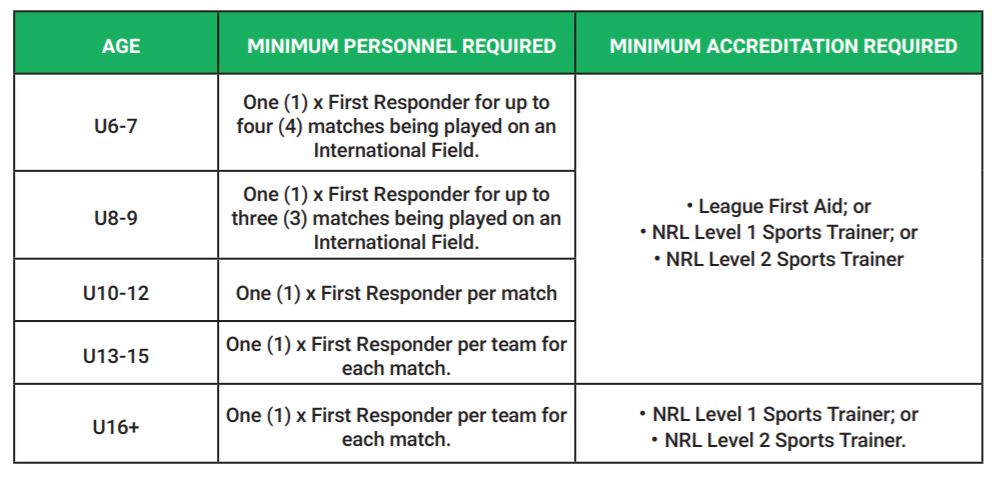 AGE
MINIMUM PERSONNEL REQUIRED
MINIMUM ACCREDITATION REQUIRED
U6-7
One (1) x First Responder for up to
four (4) matches being played on an
International Field.
• League First Aid; or
• NRL Level 1 Sports Trainer; or
• NRL Level 2 Sports Trainer
U8-9
One (1) x First Responder for up to
three (3) matches being played on an
International Field.
U10-12
One (1) x First Responder per match
U13-15
One (1) x First Responder per team for
each match.
U16+
One (1) x First Responder per team for
each match.
• NRL Level 1 Sports Trainer; or
• NRL Level 2 Sports Trainer.